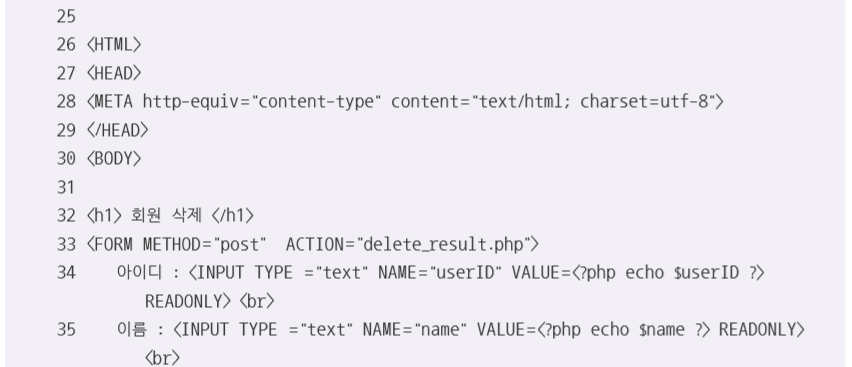 25
26 <HTML>
27 <HEAD>
28 <META http-equiv="content-type" content="text/html; charset=utf-8">
29 </HEAD>
30 <BODY>
31
32 <h1> 회원 삭제 </h1>
33 <FORM METHOD="post"  ACTION="delete_result.php">
34     아이디 : <INPUT TYPE ="text" NAME="userID" VALUE=<?php echo $userID ?>
READONLY> <br>
35     이름 : <INPUT TYPE ="text" NAME="name" VALUE=<?php echo $name ?> READONLY>
<br>